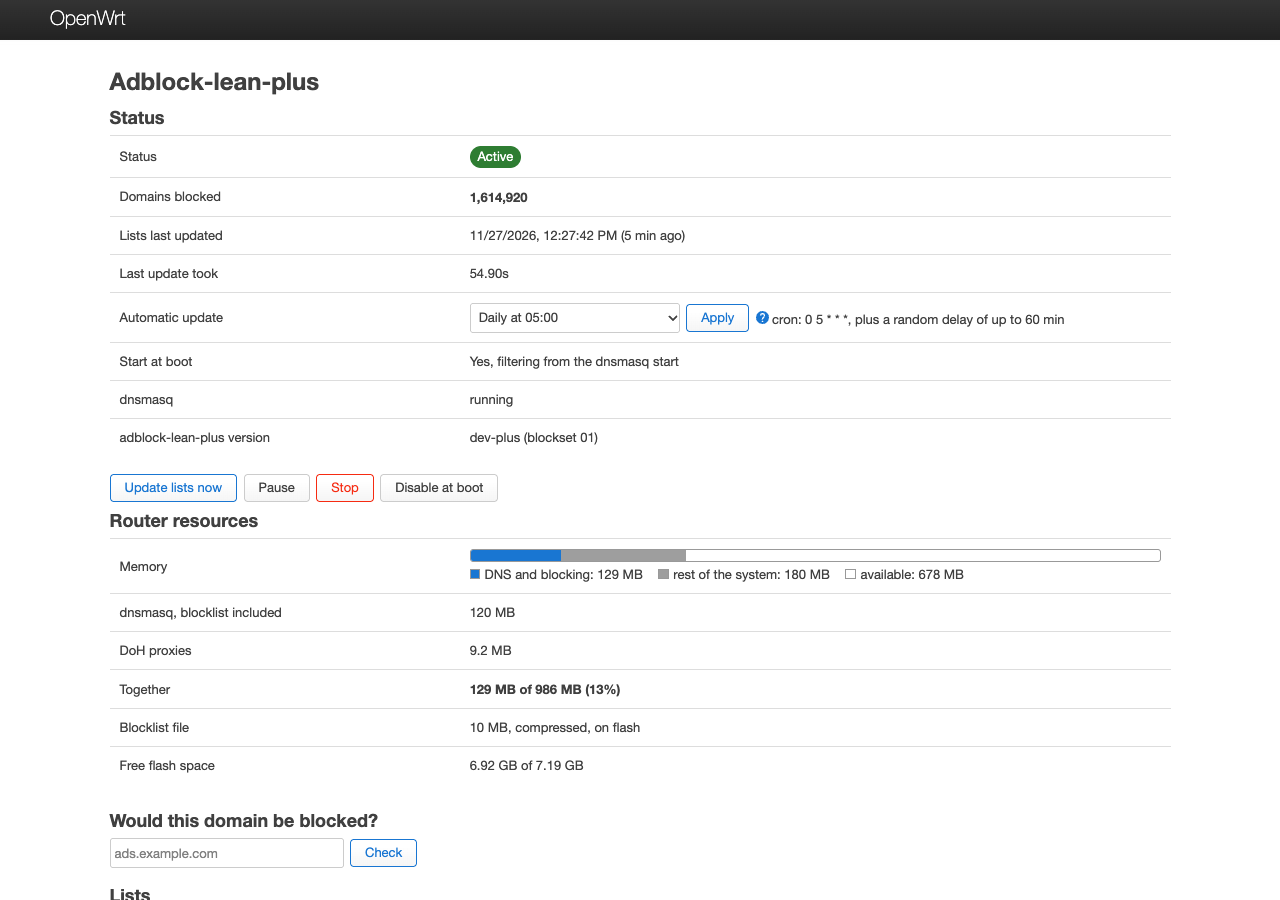 OpenWrt
Adblock-lean-plus
Status
Status Active
Domains blocked 1,614,920
Lists last updated 11/27/2026, 12:27:42 PM (5 min ago)
Last update took 54.90s
Automatic update Daily at 05:00 Apply ? cron: 0 5 * * *, plus a random delay of up to 60 min
Start at boot Yes, filtering from the dnsmasq start
dnsmasq running
adblock-lean-plus version dev-plus (blockset 01)
Update lists now Pause Stop Disable at boot
Router resources
Memory
DNS and blocking: 129 MB rest of the system: 180 MB available: 678 MB
dnsmasq, blocklist included 120 MB
DoH proxies 9.2 MB
Together 129 MB of 986 MB (13%)
Blocklist file 10 MB, compressed, on flash
Free flash space 6.92 GB of 7.19 GB
Would this domain be blocked?
ads.example.com Check
Lists